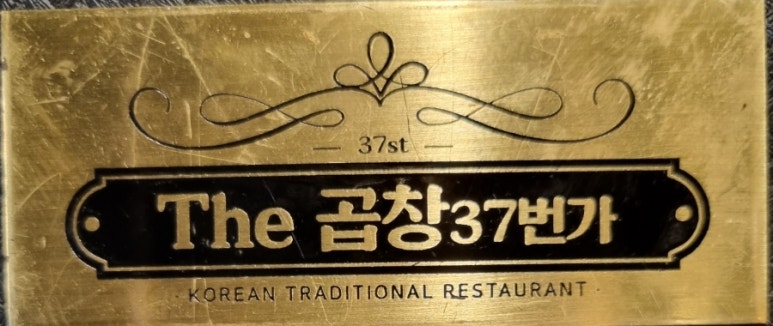 — 37st —
The 곱창37번가
· KOREAN TRADITIONAL RESTAURANT ·